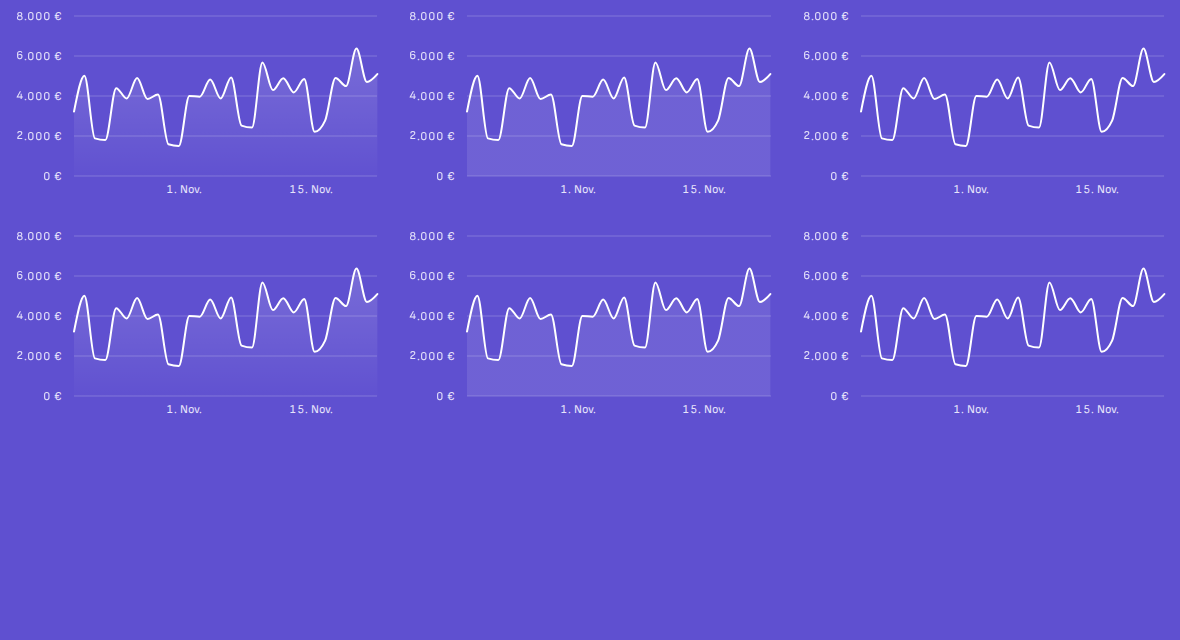 8.000 € 8.000 € 8.000 €
6.000 € 6.000 € 6.000 €
4.000 € 4.000 € 4.000 €
2.000 € 2.000 € 2.000 €
0 € 0 € 0 €
1. Nov. 15. Nov. 1. Nov. 15. Nov. 1. Nov. 15. Nov.
8.000 € 8.000 € 8.000 €
6.000 € 6.000 € 6.000 €
4.000 € 4.000 € 4.000 €
2.000 € 2.000 € 2.000 €
0 € 0 € 0 €
1. Nov. 15. Nov. 1. Nov. 15. Nov. 1. Nov. 15. Nov.